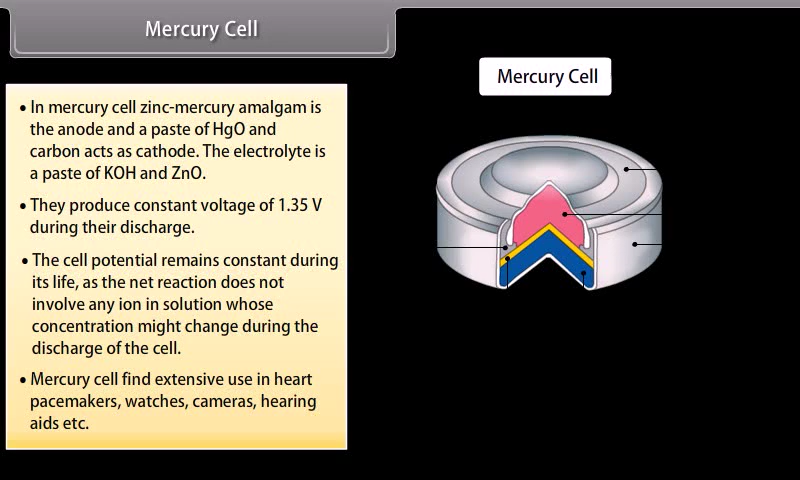 Mercury Cell
Mercury Cell
• In mercury cell zinc-mercury amalgam is
the anode and a paste of HgO and
carbon acts as cathode. The electrolyte is
a paste of KOH and ZnO.
• They produce constant voltage of 1.35 V
during their discharge.
• The cell potential remains constant during
its life, as the net reaction does not
involve any ion in solution whose
concentration might change during the
discharge of the cell.
• Mercury cell find extensive use in heart
pacemakers, watches, cameras, hearing
aids etc.